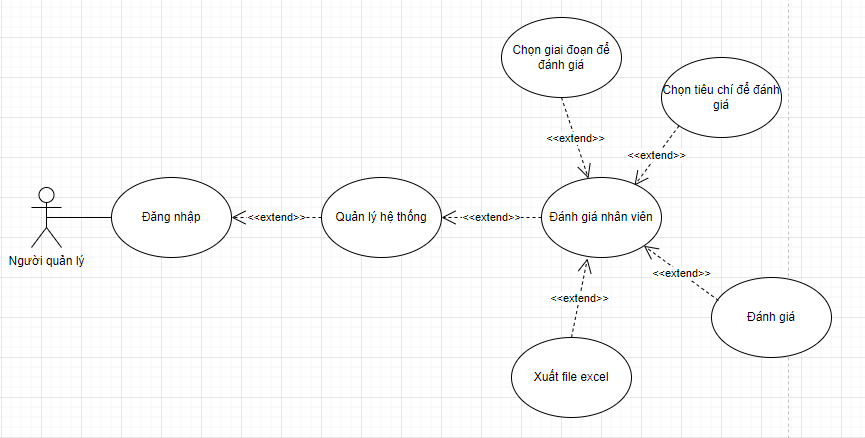 Chọn giai đoạn để
đánh giá
Chọn tiêu chí để đánh
giá
<<extend>>
<<extend>>
Đăng nhập
<<extend>>
Quản lý hệ thống
<<extend>>
Đánh giá nhân viên
Người quản lý
<<extend>>
<<extend>>
Đánh giá
Xuất file excel